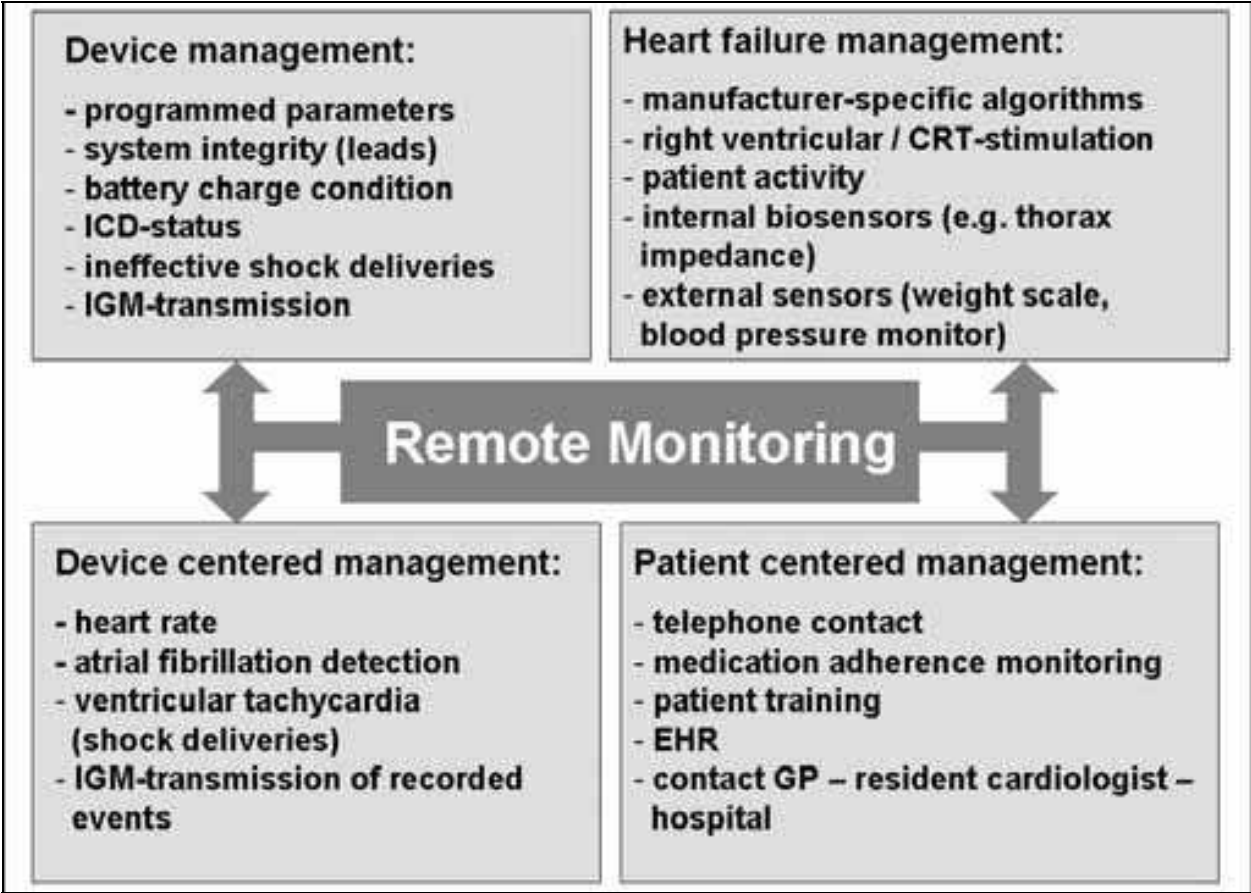 Device management:
- programmed parameters
- system integrity (leads)
- battery charge condition
- ICD-status
- ineffective shock deliveries
- IGM-transmission
Heart failure management:
- manufacturer-specific algorithms
- right ventricular / CRT-stimulation
- patient activity
- internal biosensors (e.g. thorax
impedance)
- external sensors (weight scale,
blood pressure monitor)
Remote Monitoring
Device centered management:
- heart rate
- atrial fibrillation detection
- ventricular tachycardia
(shock deliveries)
- IGM-transmission of recorded
events
Patient centered management:
- telephone contact
- medication adherence monitoring
- patient training
- EHR
- contact GP – resident cardiologist –
hospital